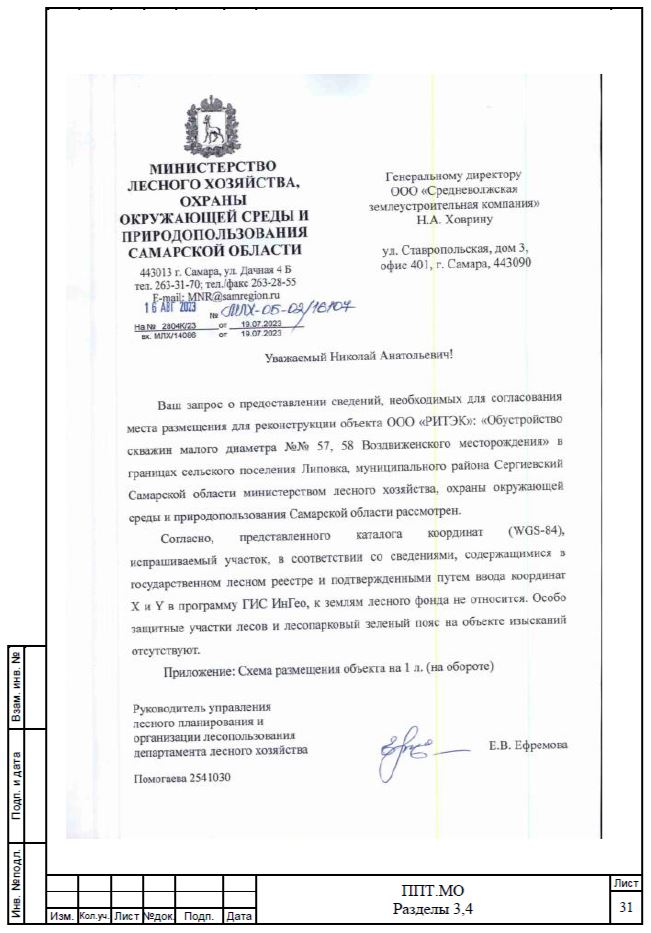 МИНИСТЕРСТВО
ЛЕСНОГО ХОЗЯЙСТВА,
ОХРАНЫ
ОКРУЖАЮЩЕЙ СРЕДЫ И
ПРИРОДОПОЛЬЗОВАНИЯ
САМАРСКОЙ ОБЛАСТИ
443013 г. Самара, ул. Дачная 4 Б
тел. 263-31-70; тел./факс 263-28-55
E-mail: MNR@samregion.ru
16 АВГ 2023 № МЛХ-05-02/18107
На № 2804К/23 от 19.07.2023
вх. МЛХ/14086 от 19.07.2023
Генеральному директору
ООО «Средневолжская
землеустроительная компания»
Н.А. Ховрину
ул. Ставропольская, дом 3,
офис 401, г. Самара, 443090
Уважаемый Николай Анатольевич!
Ваш запрос о предоставлении сведений, необходимых для согласования
места размещения для реконструкции объекта ООО «РИТЭК»: «Обустройство
скважин малого диаметра №№ 57, 58 Воздвиженского месторождения» в
границах сельского поселения Липовка, муниципального района Сергиевский
Самарской области министерством лесного хозяйства, охраны окружающей
среды и природопользования Самарской области рассмотрен.
Согласно, представленного каталога координат (WGS-84),
испрашиваемый участок, в соответствии со сведениями, содержащимися в
государственном лесном реестре и подтвержденными путем ввода координат
X и Y в программу ГИС ИнГео, к землям лесного фонда не относится. Особо
защитные участки лесов и лесопарковый зеленый пояс на объекте изысканий
отсутствуют.
Приложение: Схема размещения объекта на 1 л. (на обороте)
Руководитель управления
лесного планирования и
организации лесопользования
департамента лесного хозяйства
Е.В. Ефремова
Помогаева 2541030
Взам. инв. №
Подп. и дата
Инв. №подл.
Изм. Кол.уч. Лист №док. Подп. Дата
ППТ.МО
Разделы 3,4
Лист
31